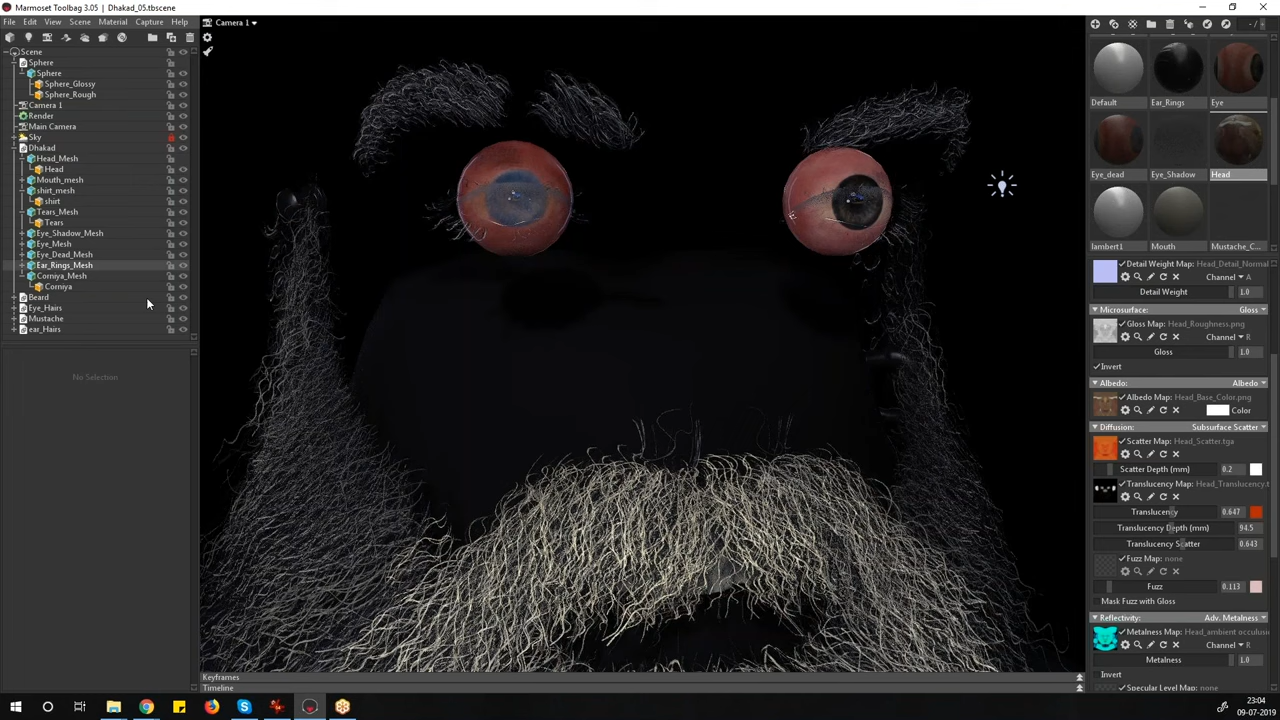 Marmoset Toolbag 3.05 | Dhakad_05.tbscene
File Edit View Scene Material Capture Help
Camera 1
Scene
Sphere
Sphere
Sphere_Glossy
Sphere_Rough
Camera 1
Render
Main Camera
Sky
Dhakad
Head_Mesh
Head
Mouth_mesh
shirt_mesh
shirt
Tears_Mesh
Tears
Eye_Shadow_Mesh
Eye_Mesh
Eye_Dead_Mesh
Ear_Rings_Mesh
Corniya_Mesh
Corniya
Beard
Eye_Hairs
Mustache
ear_Hairs
No Selection
- /
Default Ear_Rings Eye
Eye_dead Eye_Shadow Head
lambert1 Mouth Mustache_C...
Detail Weight Map: Head_Detail_Normal
Channel A
Detail Weight 1.0
Microsurface: Gloss
Gloss Map: Head_Roughness.png
Channel R
Gloss 1.0
Invert
Albedo: Albedo
Albedo Map: Head_Base_Color.png
Color
Diffusion: Subsurface Scatter
Scatter Map: Head_Scatter.tga
Scatter Depth (mm) 0.2
Translucency Map: Head_Translucency.t
Translucency 0.647
Translucency Depth (mm) 94.5
Translucency Scatter 0.643
Fuzz Map: none
Fuzz 0.113
Mask Fuzz with Gloss
Reflectivity: Adv. Metalness
Metalness Map: Head_ambient occulusio
Channel R
Metalness 1.0
Invert
Specular Level Map: none
Keyframes
Timeline
23:04
09-07-2019